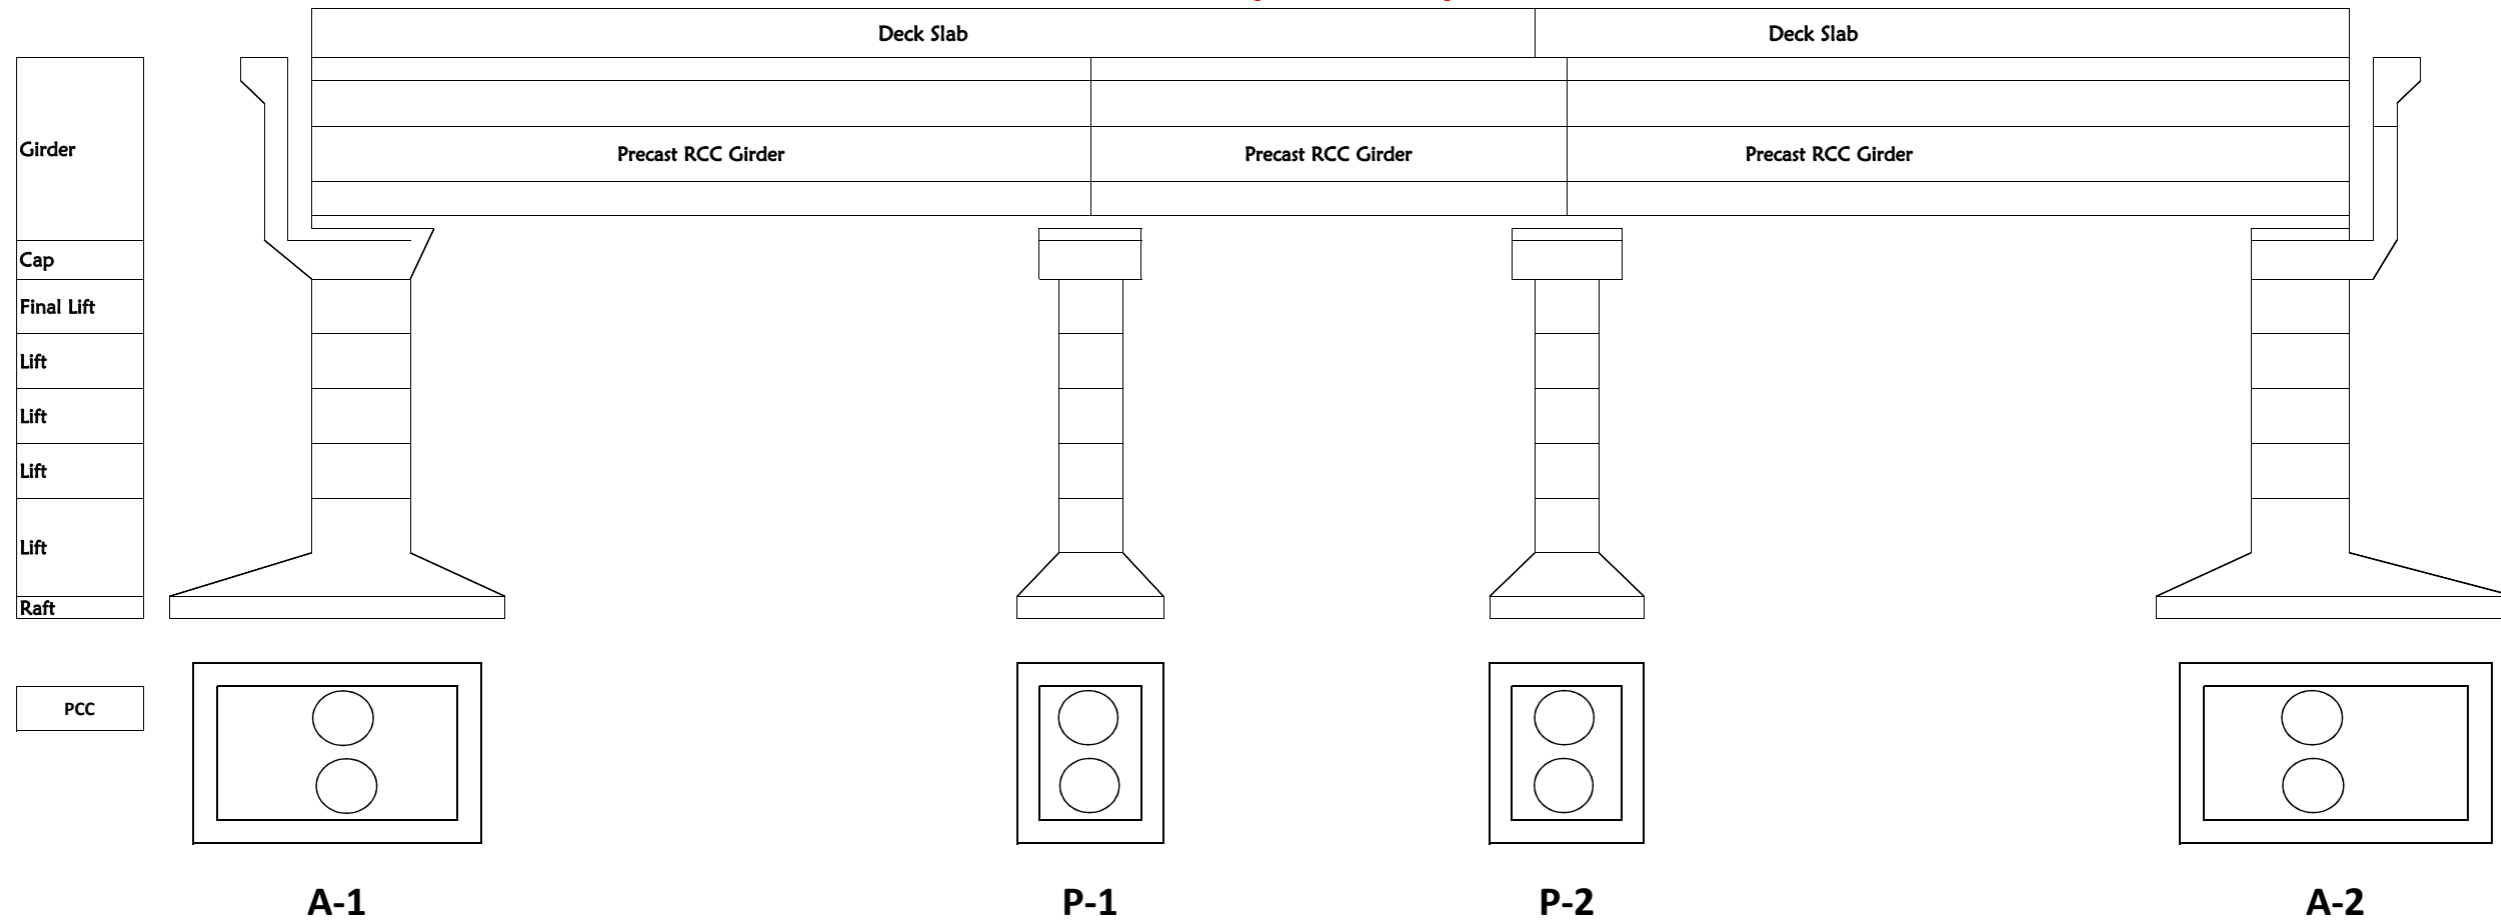 Deck Slab
Deck Slab
Girder
Precast RCC Girder
Precast RCC Girder
Precast RCC Girder
Cap
Final Lift
Lift
Lift
Lift
Lift
Raft
PCC
A-1
P-1
P-2
A-2